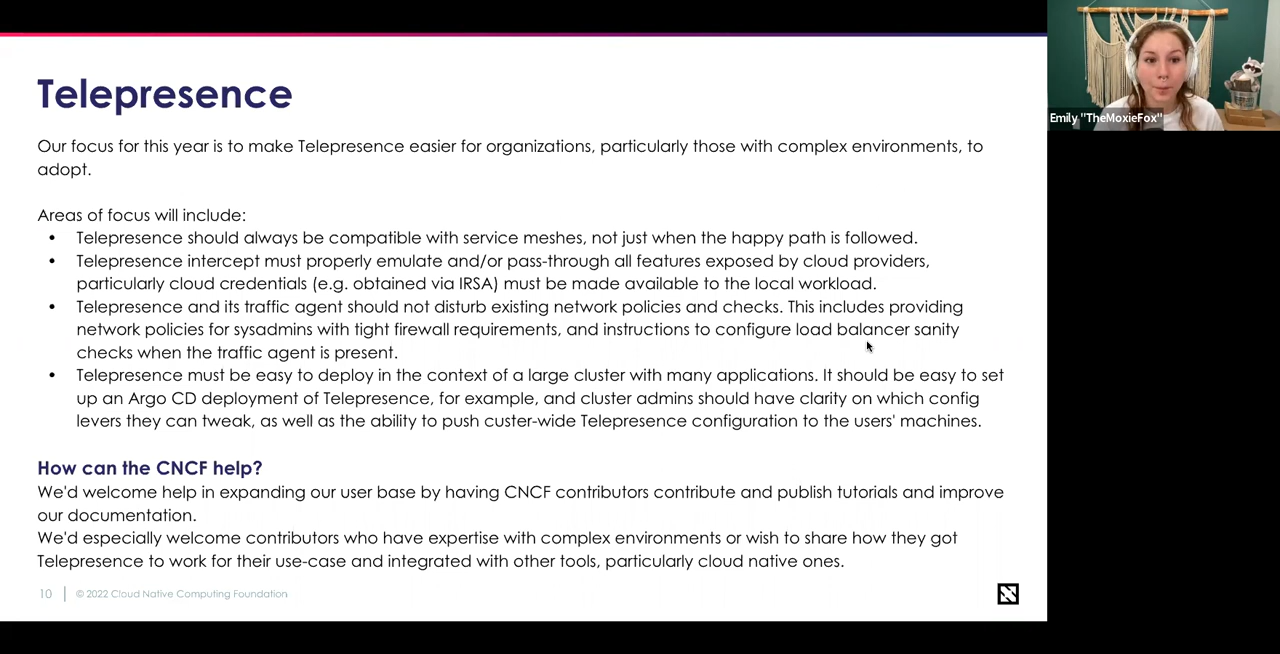 Telepresence
Our focus for this year is to make Telepresence easier for organizations, particularly those with complex environments, to
adopt.
Areas of focus will include:
• Telepresence should always be compatible with service meshes, not just when the happy path is followed.
• Telepresence intercept must properly emulate and/or pass-through all features exposed by cloud providers,
particularly cloud credentials (e.g. obtained via IRSA) must be made available to the local workload.
• Telepresence and its traffic agent should not disturb existing network policies and checks. This includes providing
network policies for sysadmins with tight firewall requirements, and instructions to configure load balancer sanity
checks when the traffic agent is present.
• Telepresence must be easy to deploy in the context of a large cluster with many applications. It should be easy to set
up an Argo CD deployment of Telepresence, for example, and cluster admins should have clarity on which config
levers they can tweak, as well as the ability to push custer-wide Telepresence configuration to the users' machines.
How can the CNCF help?
We'd welcome help in expanding our user base by having CNCF contributors contribute and publish tutorials and improve
our documentation.
We'd especially welcome contributors who have expertise with complex environments or wish to share how they got
Telepresence to work for their use-case and integrated with other tools, particularly cloud native ones.
10 | © 2022 Cloud Native Computing Foundation
Emily "TheMoxieFox"